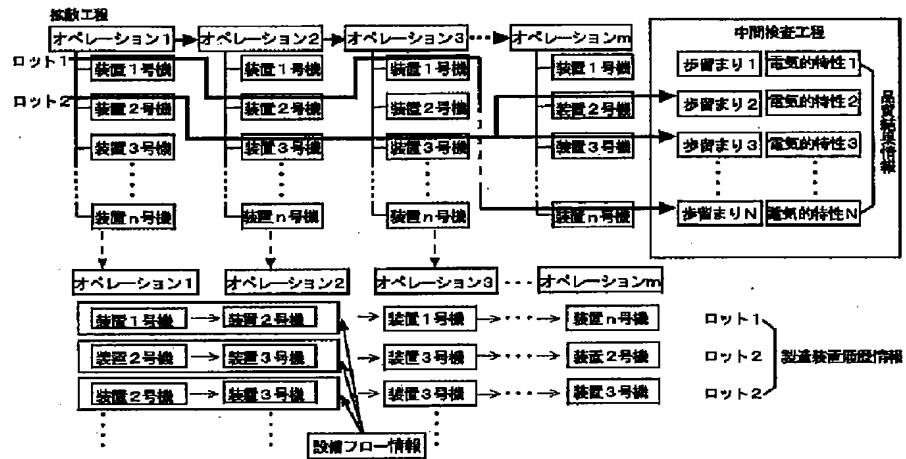 拡散工程
オペレーション1 オペレーション2 オペレーション3 オペレーションm
中間検査工程
ロット1 装置1号機 装置1号機 装置1号機 装置1号機 歩留まり1 電気的特性1
ロット2 装置2号機 装置2号機 装置2号機 装置2号機 歩留まり2 電気的特性2
装置3号機 装置3号機 装置3号機 装置3号機 歩留まり3 電気的特性3
装置n号機 装置n号機 装置n号機 装置n号機 歩留まりN 電気的特性N
品質結果情報
オペレーション1 オペレーション2 オペレーション3 オペレーションm
装置1号機 装置2号機 装置1号機 装置n号機 ロット1
装置2号機 装置3号機 装置3号機 装置2号機 ロット2 製造装置履歴情報
装置2号機 装置3号機 装置3号機 装置3号機 ロット2
設備フロー情報